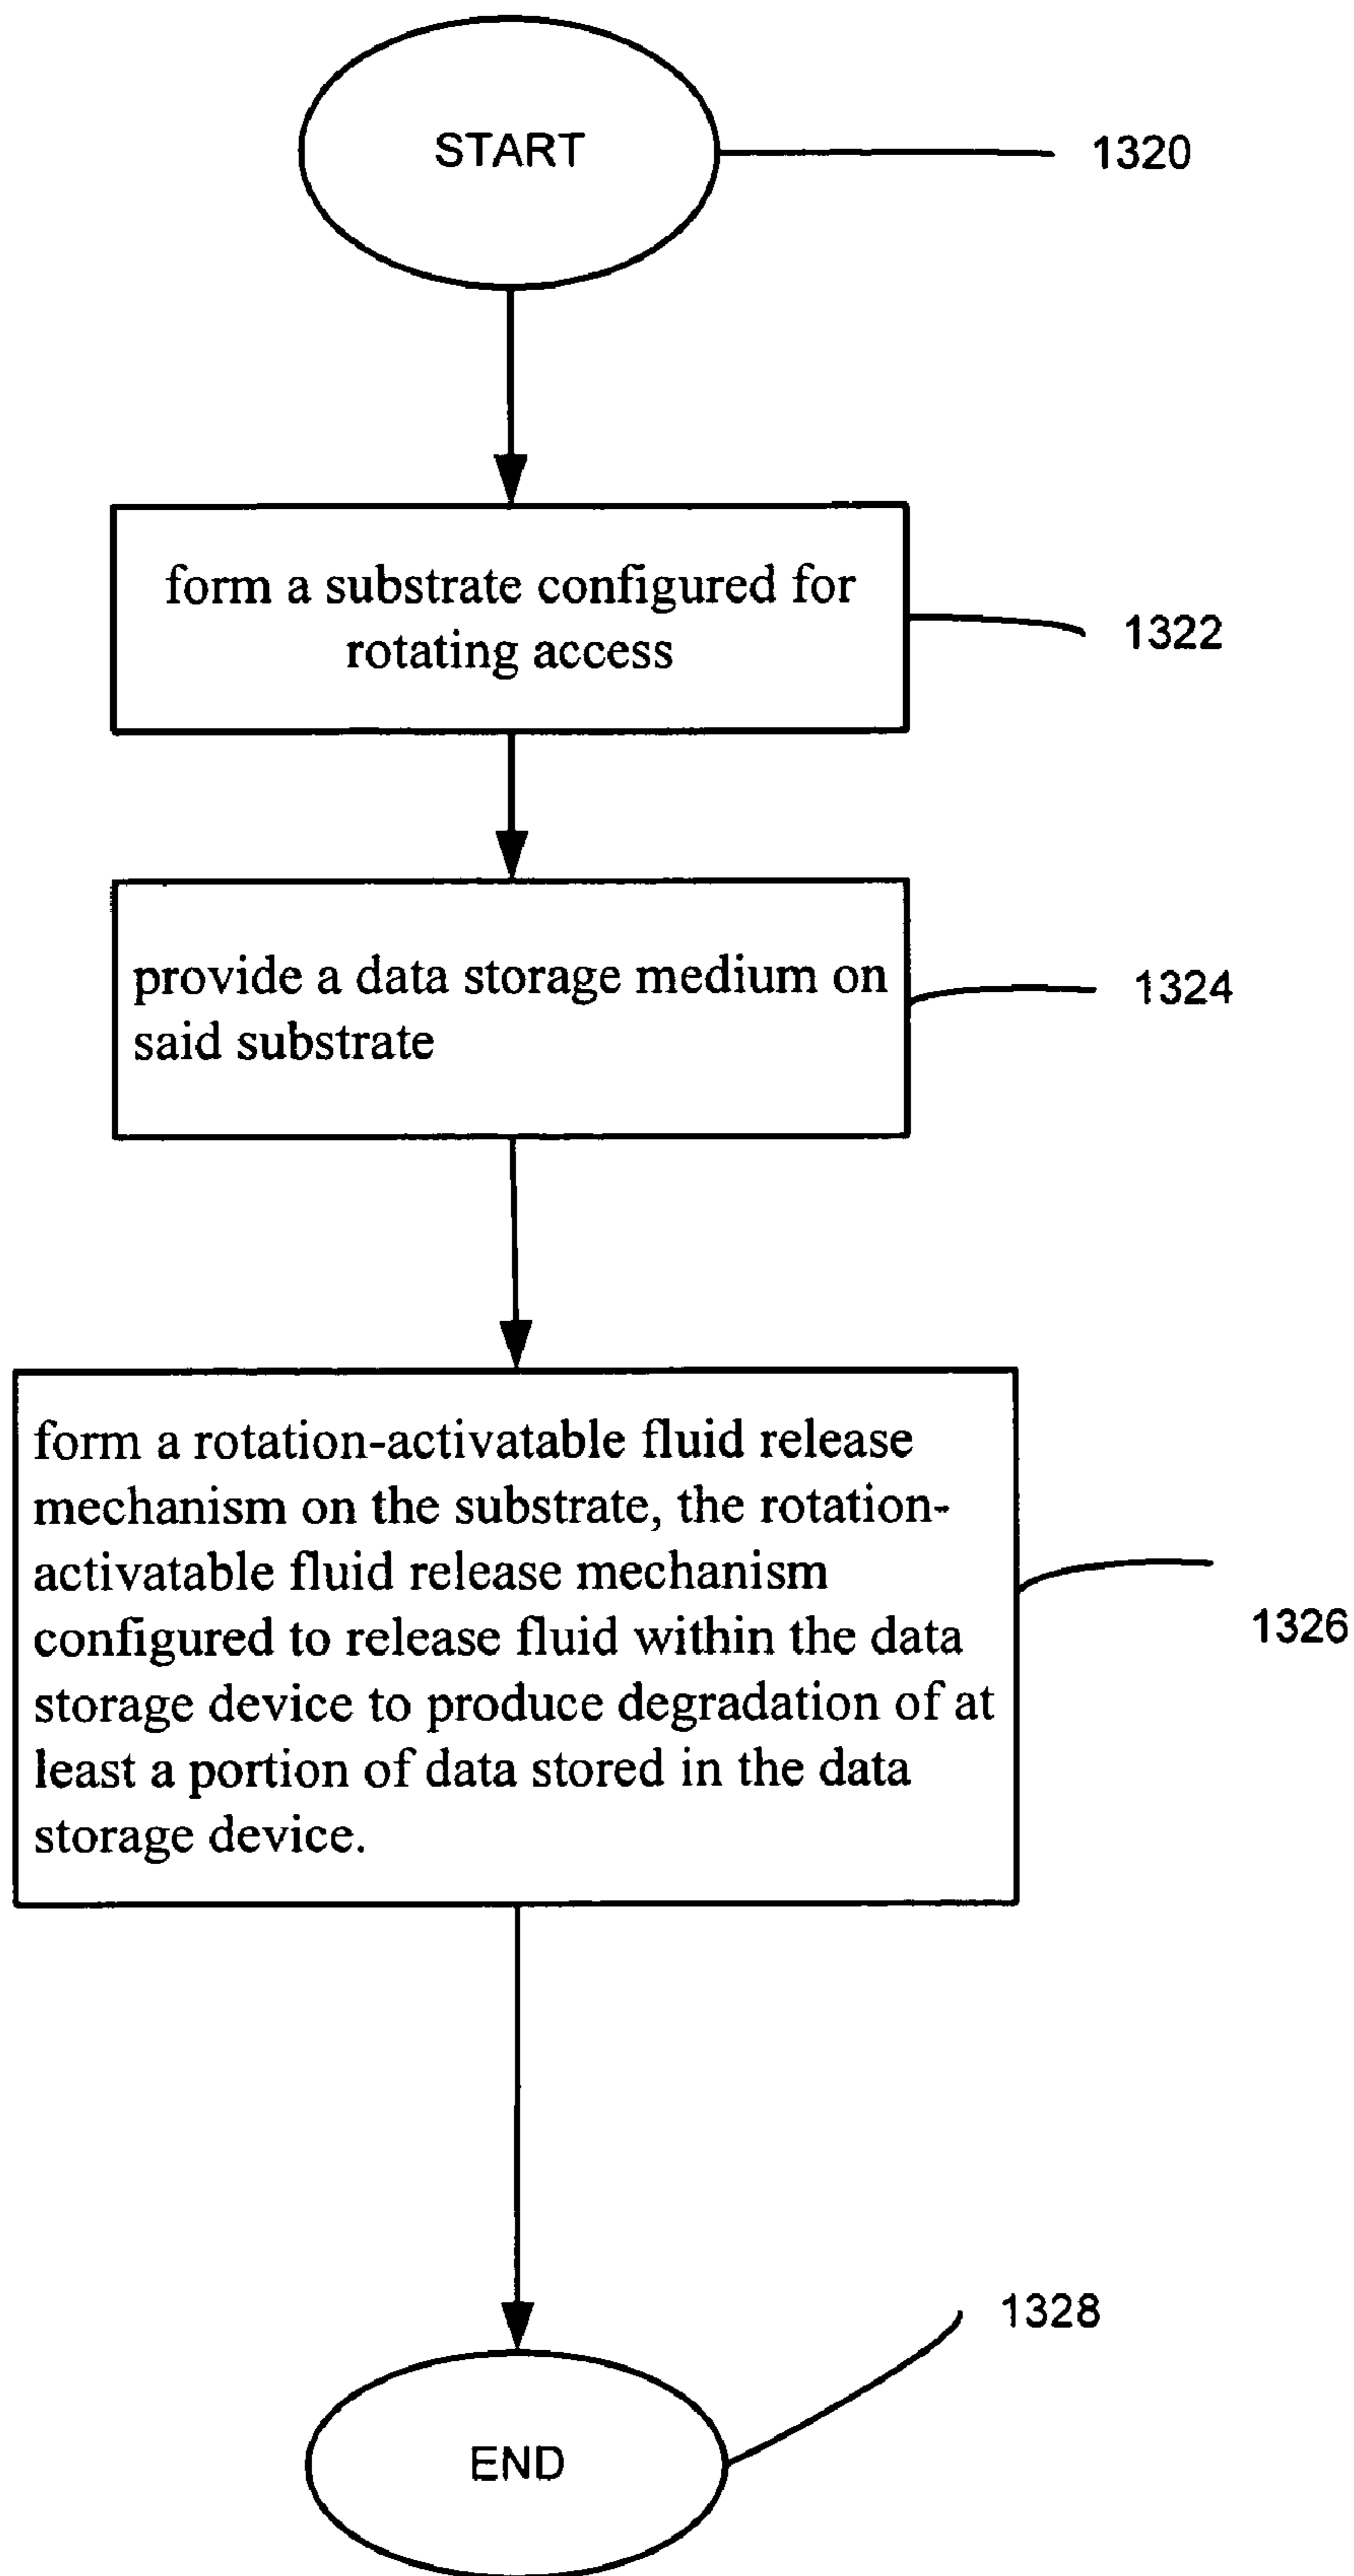 START
1320
form a substrate configured for
rotating access
1322
provide a data storage medium on
said substrate
1324
form a rotation-activatable fluid release
mechanism on the substrate, the rotation-
activatable fluid release mechanism
configured to release fluid within the data
storage device to produce degradation of at
least a portion of data stored in the data
storage device.
1326
1328
END